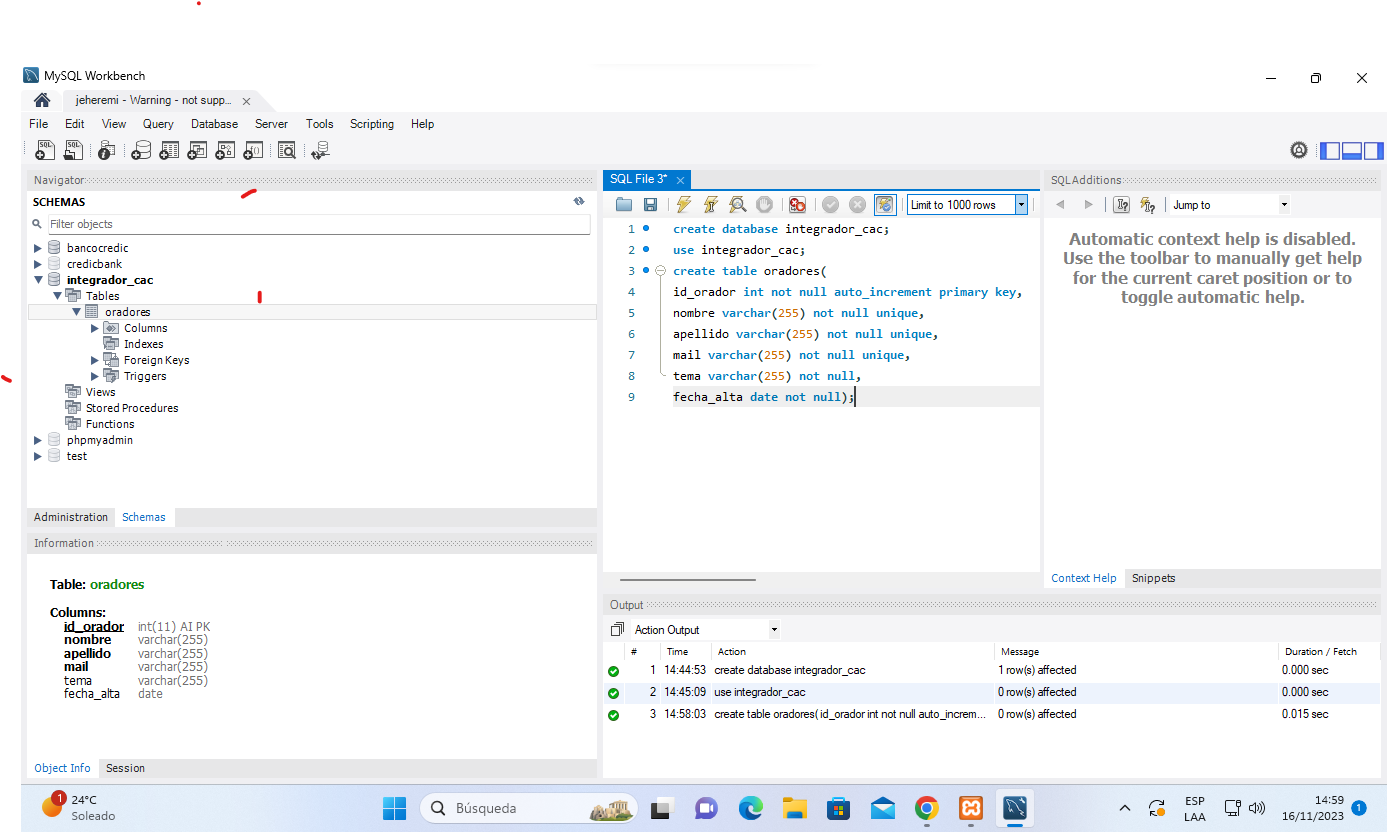 MySQL Workbench
jeheremi - Warning - not supp...
File Edit View Query Database Server Tools Scripting Help
Navigator
SCHEMAS
Filter objects
bancocredic
credicbank
integrador_cac
Tables
oradores
Columns
Indexes
Foreign Keys
Triggers
Views
Stored Procedures
Functions
phpmyadmin
test
Administration Schemas
Information
Table: oradores
Columns:
id_orador int(11) AI PK
nombre varchar(255)
apellido varchar(255)
mail varchar(255)
tema varchar(255)
fecha_alta date
Object Info Session
SQL File 3*
Limit to 1000 rows
1 create database integrador_cac;
2 use integrador_cac;
3 create table oradores(
4 id_orador int not null auto_increment primary key,
5 nombre varchar(255) not null unique,
6 apellido varchar(255) not null unique,
7 mail varchar(255) not null unique,
8 tema varchar(255) not null,
9 fecha_alta date not null);
SQLAdditions
Jump to
Automatic context help is disabled.
Use the toolbar to manually get help
for the current caret position or to
toggle automatic help.
Context Help Snippets
Output
Action Output
# Time Action Message Duration / Fetch
1 14:44:53 create database integrador_cac 1 row(s) affected 0.000 sec
2 14:45:09 use integrador_cac 0 row(s) affected 0.000 sec
3 14:58:03 create table oradores( id_orador int not null auto_increm... 0 row(s) affected 0.015 sec
1
24°C
Soleado
Búsqueda
ESP
LAA
14:59
16/11/2023
1